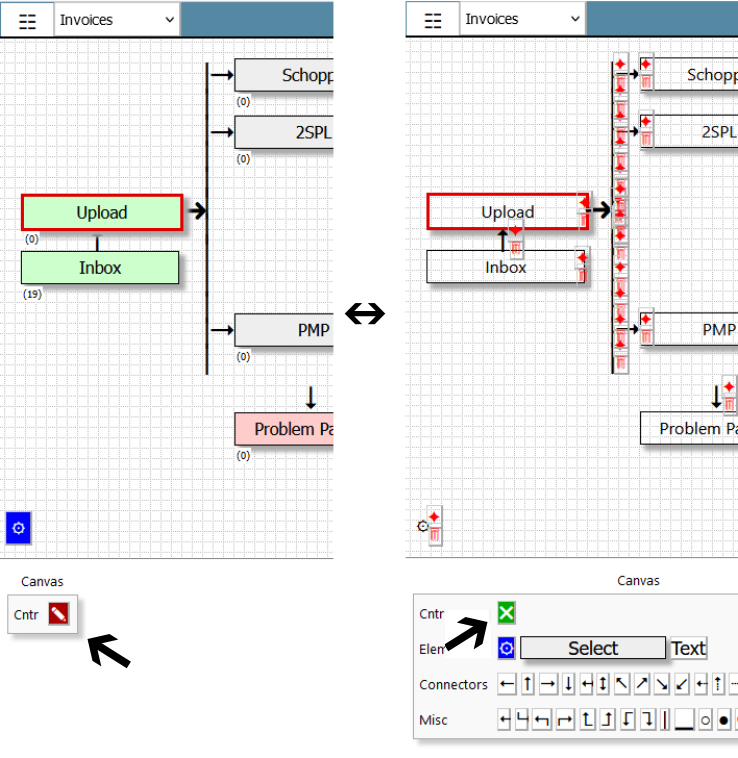 Invoices
Schopp
(0)
2SPL
(0)
Upload
(0)
Inbox
(19)
PMP
(0)
Problem Pa
(0)
Canvas
Cntr
Invoices
Schopp
2SPL
Upload
Inbox
PMP
Problem Pa
Canvas
Cntr
Elem
Select Text
Connectors
Misc